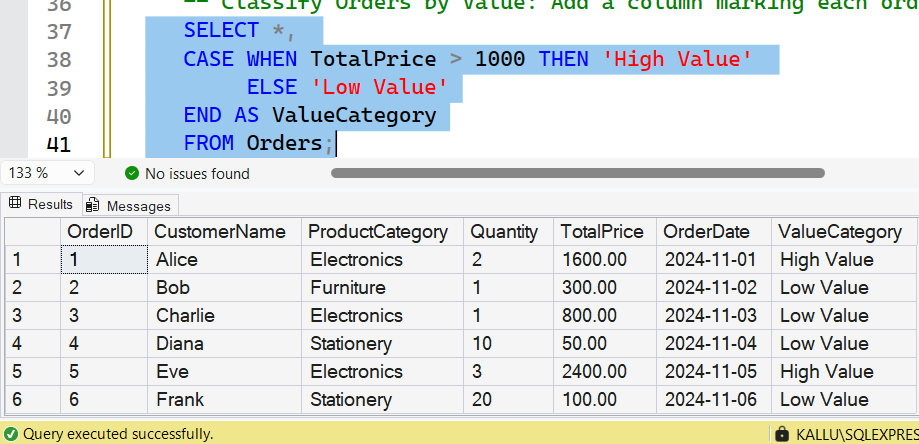 36 -- Classify Orders by Value: Add a column marking each ord
37 SELECT *,
38 CASE WHEN TotalPrice > 1000 THEN 'High Value'
39 ELSE 'Low Value'
40 END AS ValueCategory
41 FROM Orders;
133 % No issues found
Results Messages
OrderID CustomerName ProductCategory Quantity TotalPrice OrderDate ValueCategory
1 1 Alice Electronics 2 1600.00 2024-11-01 High Value
2 2 Bob Furniture 1 300.00 2024-11-02 Low Value
3 3 Charlie Electronics 1 800.00 2024-11-03 Low Value
4 4 Diana Stationery 10 50.00 2024-11-04 Low Value
5 5 Eve Electronics 3 2400.00 2024-11-05 High Value
6 6 Frank Stationery 20 100.00 2024-11-06 Low Value
Query executed successfully. KALLU\SQLEXPRES